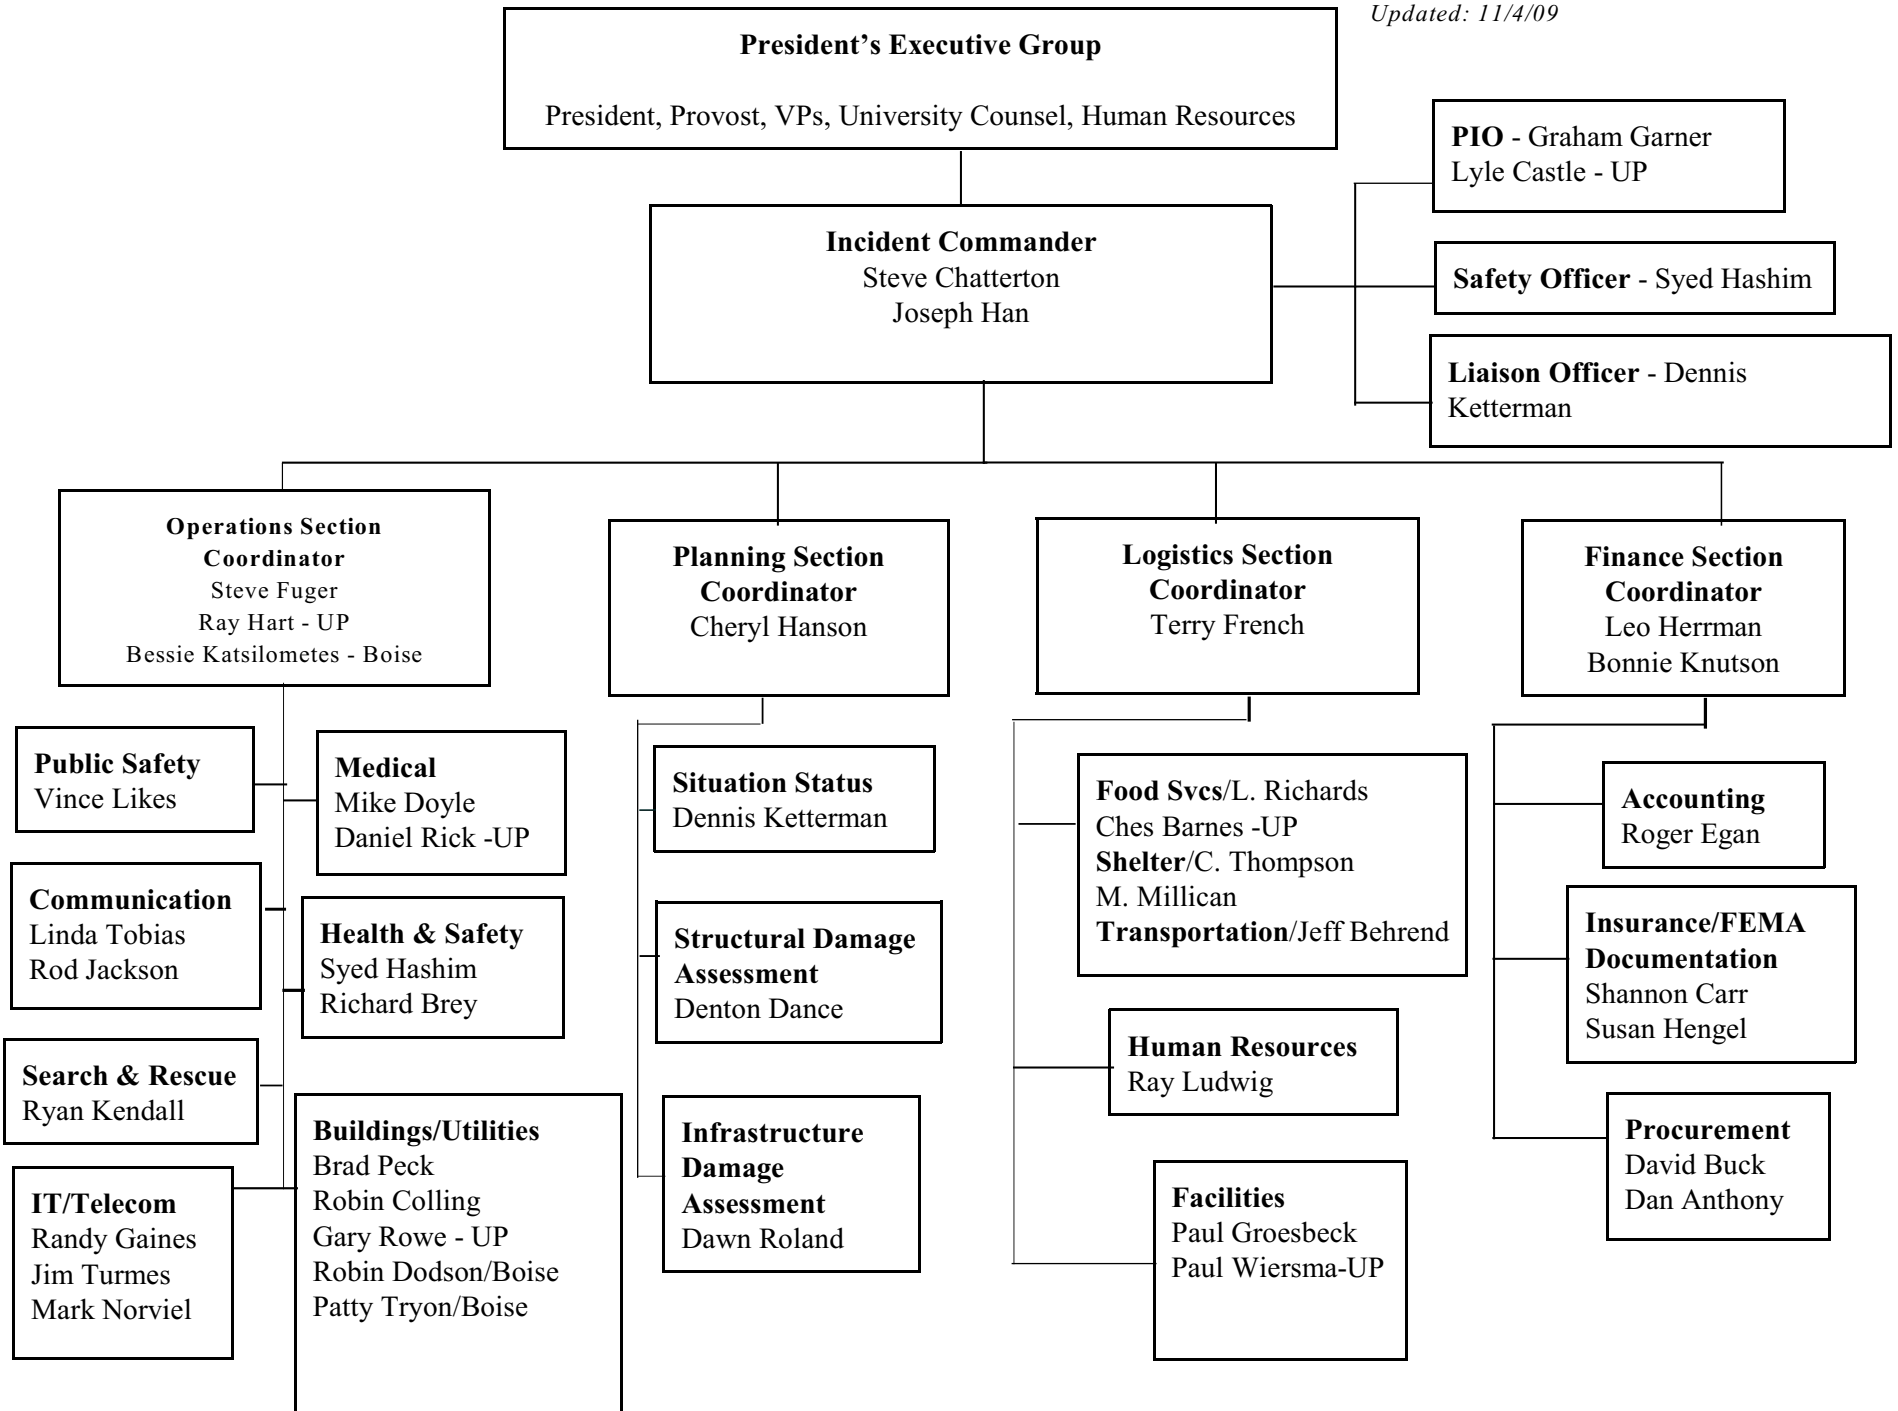 Updated: 11/4/09
President’s Executive Group
President, Provost, VPs, University Counsel, Human Resources
PIO - Graham Garner
Lyle Castle - UP
Incident Commander
Steve Chatterton
Joseph Han
Safety Officer - Syed Hashim
Liaison Officer - Dennis
Ketterman
Operations Section
Coordinator
Steve Fuger
Ray Hart - UP
Bessie Katsilometes - Boise
Planning Section
Coordinator
Cheryl Hanson
Logistics Section
Coordinator
Terry French
Finance Section
Coordinator
Leo Herrman
Bonnie Knutson
Public Safety
Vince Likes
Medical
Mike Doyle
Daniel Rick -UP
Communication
Linda Tobias
Rod Jackson
Health & Safety
Syed Hashim
Richard Brey
Search & Rescue
Ryan Kendall
Buildings/Utilities
Brad Peck
Robin Colling
Gary Rowe - UP
Robin Dodson/Boise
Patty Tryon/Boise
IT/Telecom
Randy Gaines
Jim Turmes
Mark Norviel
Situation Status
Dennis Ketterman
Structural Damage
Assessment
Denton Dance
Infrastructure
Damage
Assessment
Dawn Roland
Food Svcs/L. Richards
Ches Barnes -UP
Shelter/C. Thompson
M. Millican
Transportation/Jeff Behrend
Human Resources
Ray Ludwig
Facilities
Paul Groesbeck
Paul Wiersma-UP
Accounting
Roger Egan
Insurance/FEMA
Documentation
Shannon Carr
Susan Hengel
Procurement
David Buck
Dan Anthony